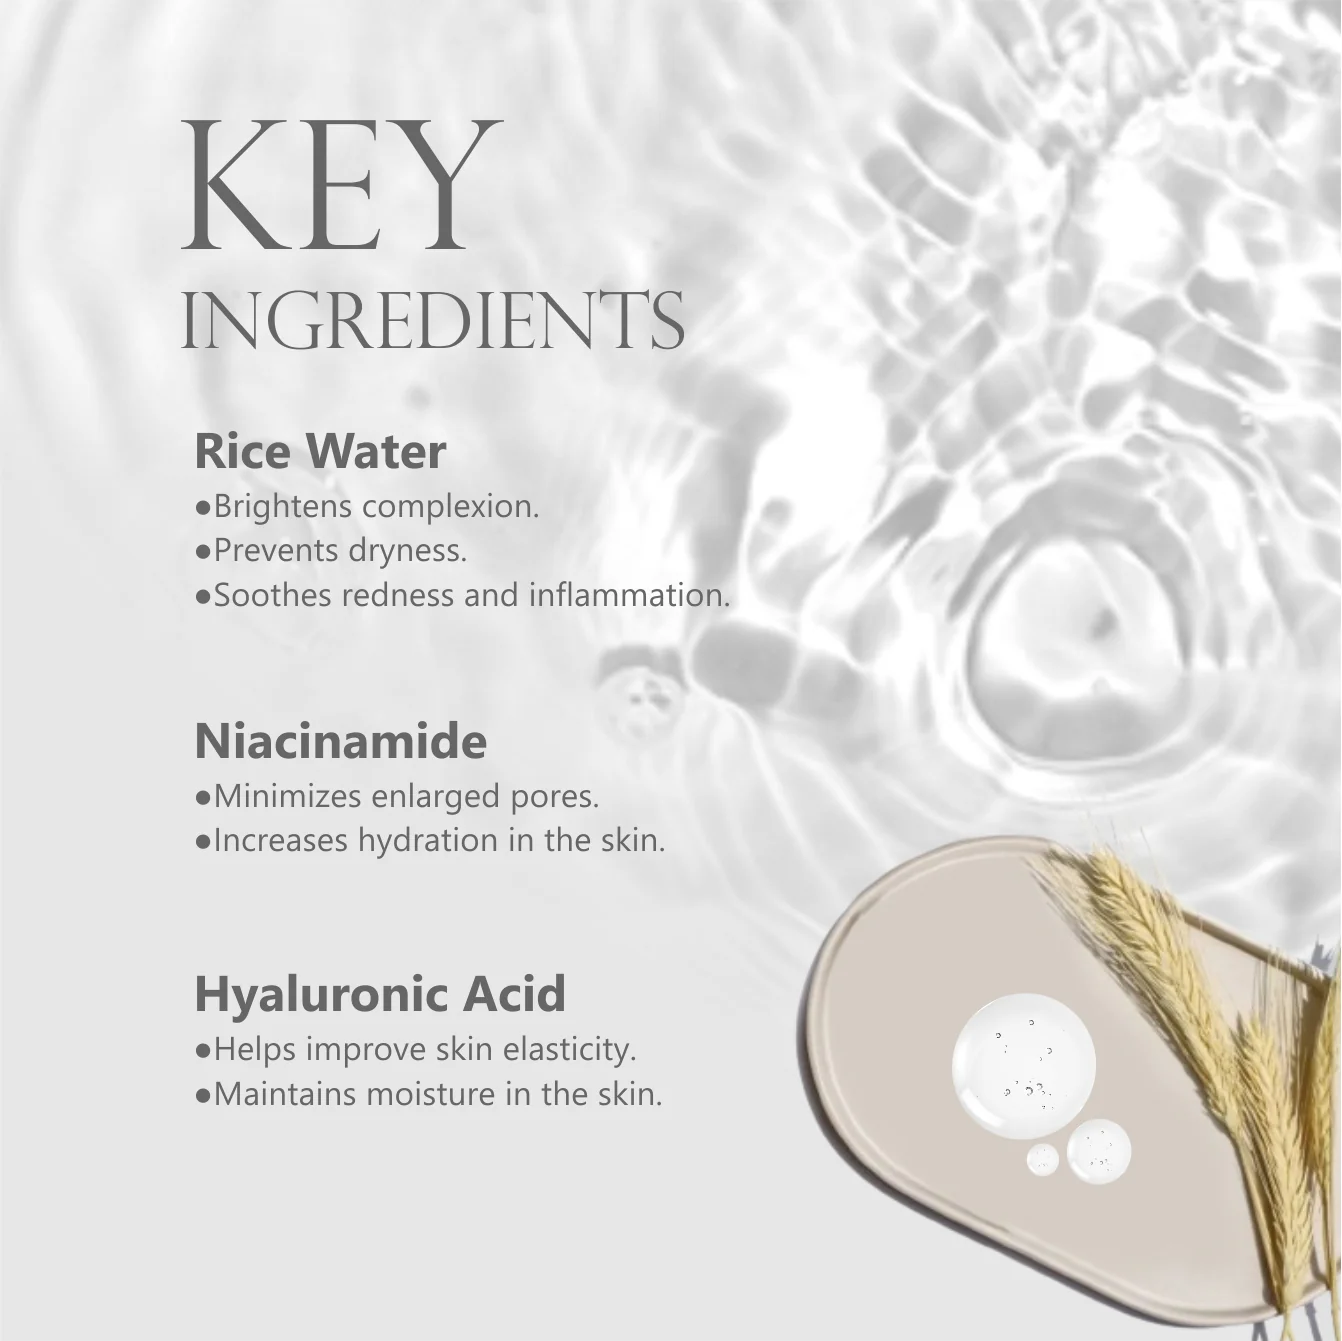 KEY
INGREDIENTS
Rice Water
●Brightens complexion.
●Prevents dryness.
●Soothes redness and inflammation.
Niacinamide
●Minimizes enlarged pores.
●Increases hydration in the skin.
Hyaluronic Acid
●Helps improve skin elasticity.
●Maintains moisture in the skin.